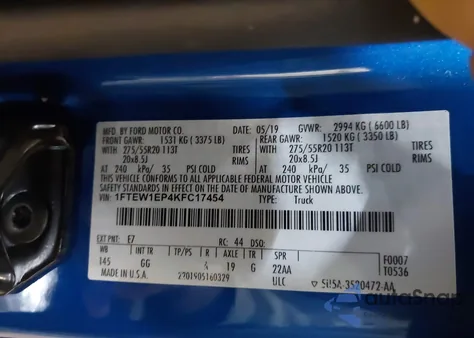 MFD. BY FORD MOTOR CO. DATE: 05/19 GVWR: 2994 KG (6600 LB)
FRONT GAWR: 1531 KG (3375 LB) REAR GAWR: 1520 KG (3350 LB)
WITH 275/55R20 113T TIRES WITH 275/55R20 113T TIRES
20x8.5J RIMS 20x8.5J
AT 240 kPa/ 35 PSI COLD AT 240 kPa/ 35 PSI COLD
THIS VEHICLE CONFORMS TO ALL APPLICABLE FEDERAL MOTOR VEHICLE
SAFETY STANDARDS IN EFFECT ON THE DATE OF MANUFACTURE SHOWN ABOVE.
VIN: 1FTEW1EP4KFC17454 TYPE: Truck
EXT PNT: E7 RC: 44 DSO:
WB INT TR TP/PS R AXLE TR SPR F0007
145 GG 4 19 G 22AA T0536
MADE IN U.S.A. 2201905160329 ULC
autoSnap